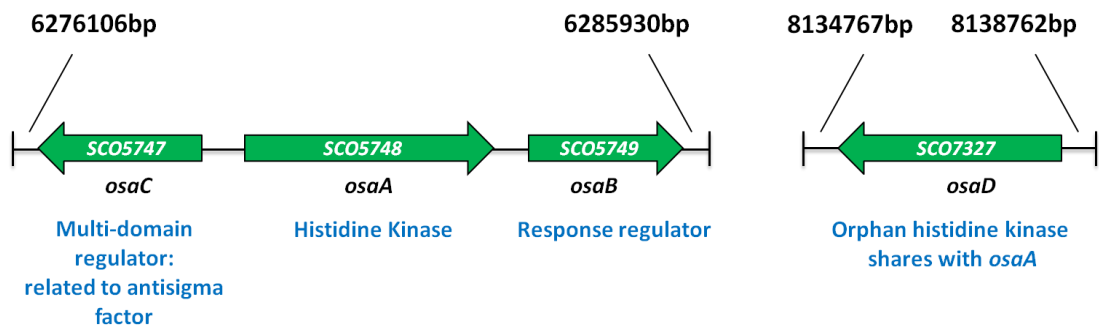 6276106bp
6285930bp
8134767bp
8138762bp
SCO5747
SCO5748
SCO5749
SCO7327
osaC
osaA
osaB
osaD
Multi-domain
regulator:
related to antisigma
factor
Histidine Kinase
Response regulator
Orphan histidine kinase
shares with osaA